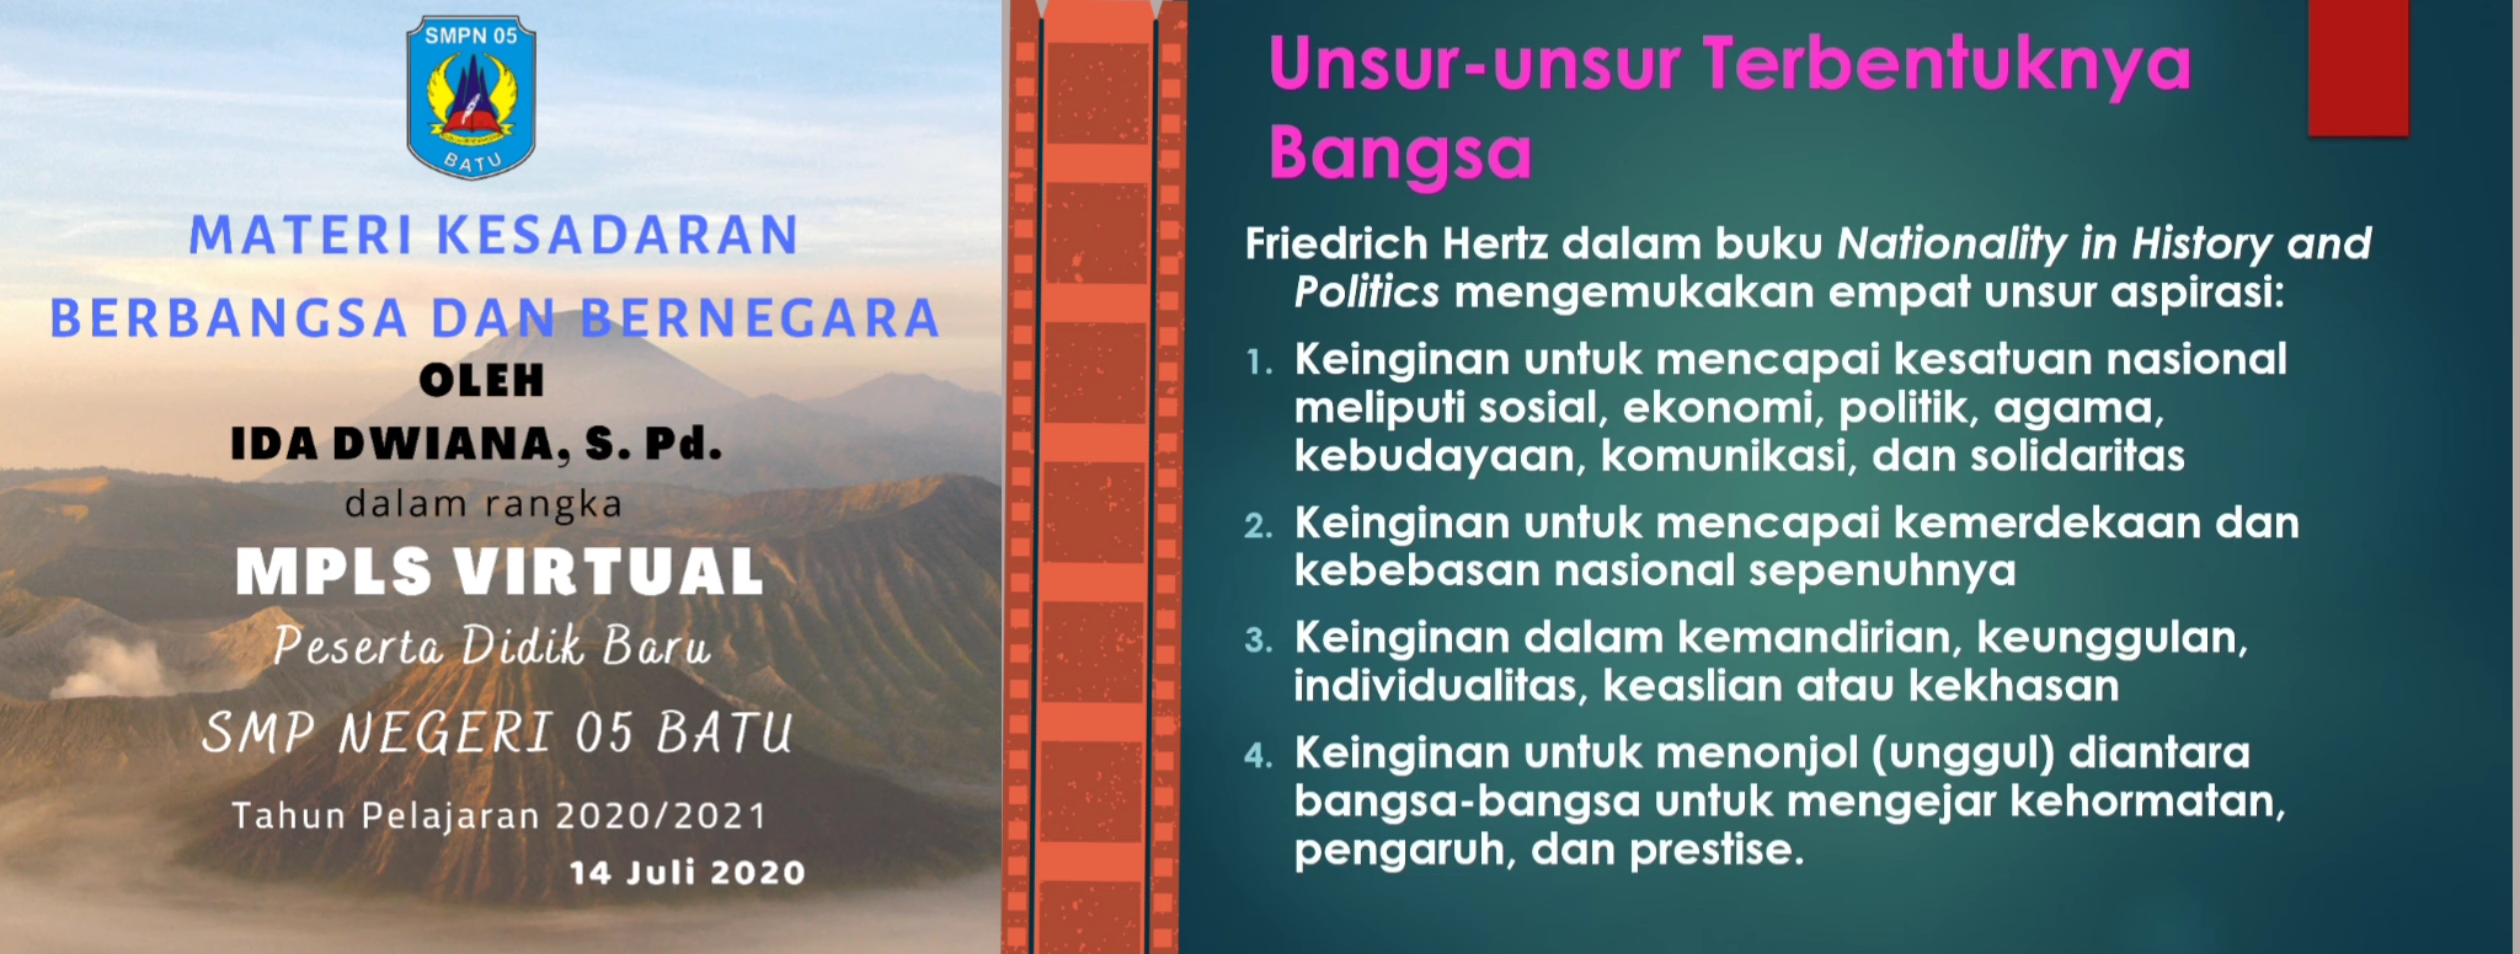 SMPN 05
BATU
MATERI KESADARAN
BERBANGSA DAN BERNEGARA
OLEH
IDA DWIANA, S. Pd.
dalam rangka
MPLS VIRTUAL
Peserta Didik Baru
SMP NEGERI 05 BATU
Tahun Pelajaran 2020/2021
14 Juli 2020
Unsur-unsur Terbentuknya
Bangsa
Friedrich Hertz dalam buku Nationality in History and
Politics mengemukakan empat unsur aspirasi:
1. Keinginan untuk mencapai kesatuan nasional
meliputi sosial, ekonomi, politik, agama,
kebudayaan, komunikasi, dan solidaritas
2. Keinginan untuk mencapai kemerdekaan dan
kebebasan nasional sepenuhnya
3. Keinginan dalam kemandirian, keunggulan,
individualitas, keaslian atau kekhasan
4. Keinginan untuk menonjol (unggul) diantara
bangsa-bangsa untuk mengejar kehormatan,
pengaruh, dan prestise.